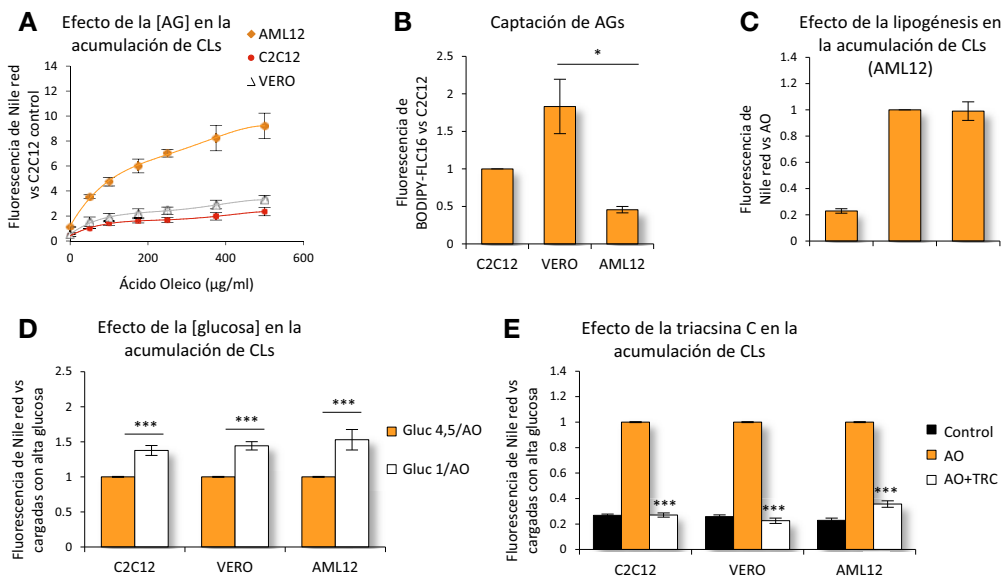 A
Efecto de la [AG] en la
acumulación de CLs
AML12
C2C12
VERO
Fluorescencia de Nile red
vs C2C12 control
14
12
10
8
6
4
2
0
0
200
400
600
Ácido Oleico (µg/ml)
B
Captación de AGs
*
Fluorescencia de
BODIPY-FLC16 vs C2C12
2.5
2
1.5
1
0.5
0
C2C12 VERO AML12
C
Efecto de la lipogénesis en
la acumulación de CLs
(AML12)
Fluorescencia de
Nile red vs AO
1.4
1.2
1
0.8
0.6
0.4
0.2
0
D
Efecto de la [glucosa] en la
acumulación de CLs
Fluorescencia de Nile red vs
cargadas con alta glucosa
2.5
2
1.5
1
0.5
0
*** *** ***
C2C12 VERO AML12
Gluc 4,5/AO
Gluc 1/AO
E
Efecto de la triacsina C en la
acumulación de CLs
Fluorescencia de Nile red vs
cargadas con alta glucosa
1.4
1.2
1
0.8
0.6
0.4
0.2
0
*** *** ***
C2C12 VERO AML12
Control
AO
AO+TRC